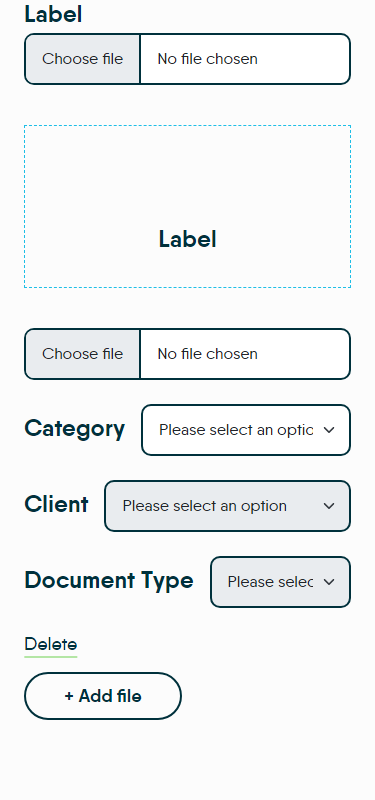 Label
Choose file No file chosen
Label
Choose file No file chosen
Category Please select an optic
Client Please select an option
Document Type Please selec
Delete
+ Add file